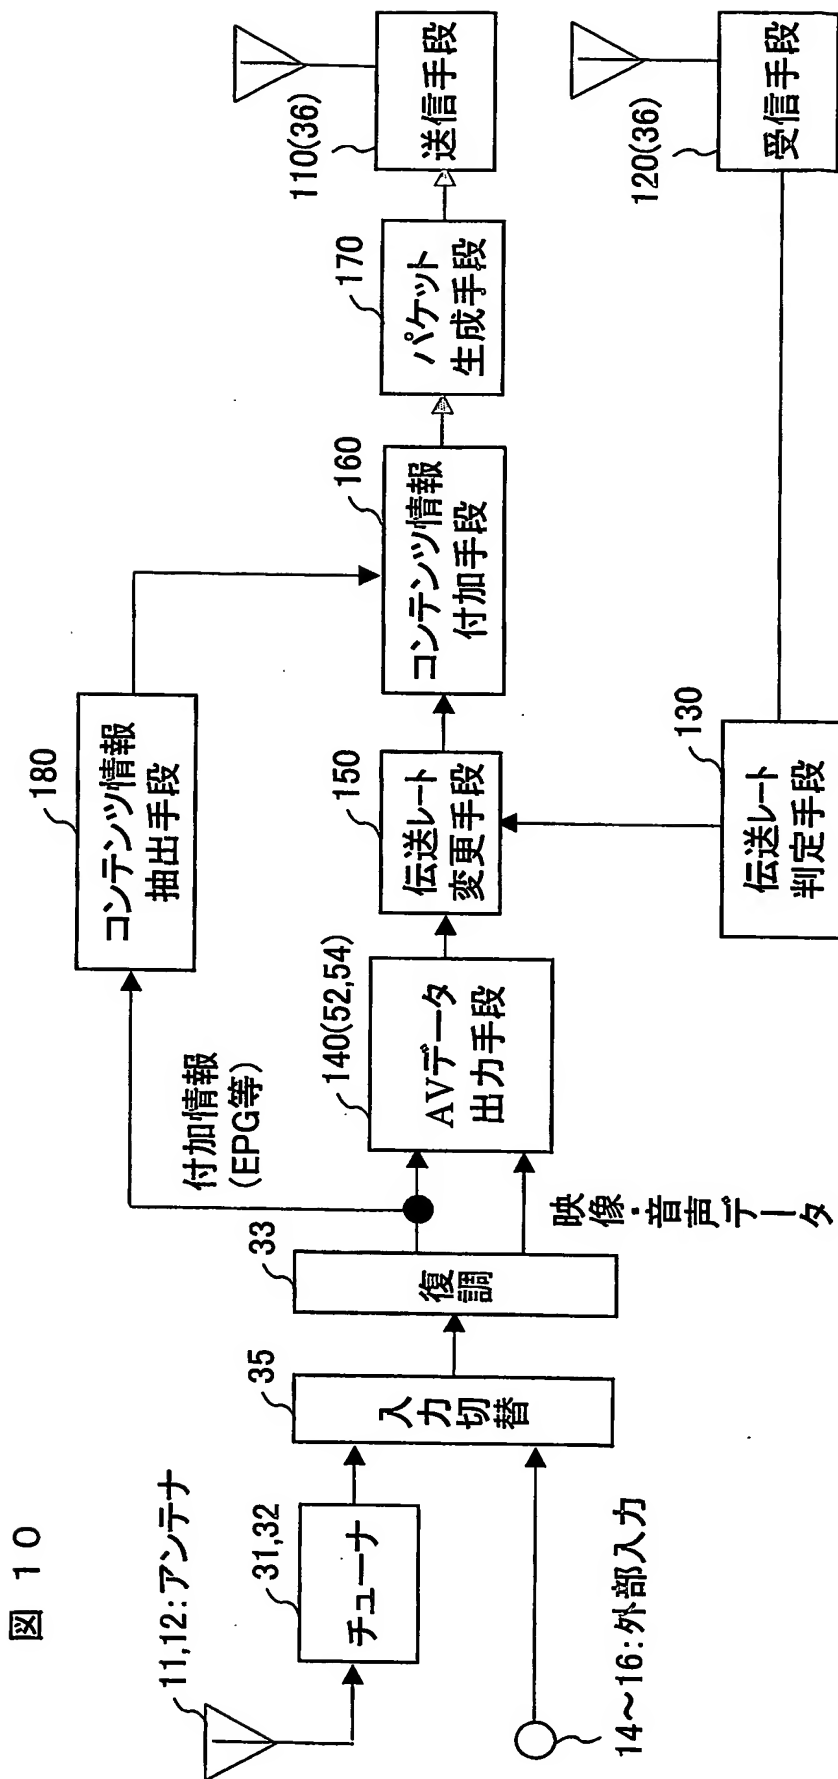 図 10
11,12:アンテナ
31,32
チューナ
14~16:外部入力
35
入力切替
33
復調
付加情報
(EPG等)
映像・音声データ
180
コンテンツ情報
抽出手段
140(52,54)
AVデータ
出力手段
150
伝送レート
変更手段
130
伝送レート
判定手段
160
コンテンツ情報
付加手段
170
パケット
生成手段
110(36)
送信手段
120(36)
受信手段